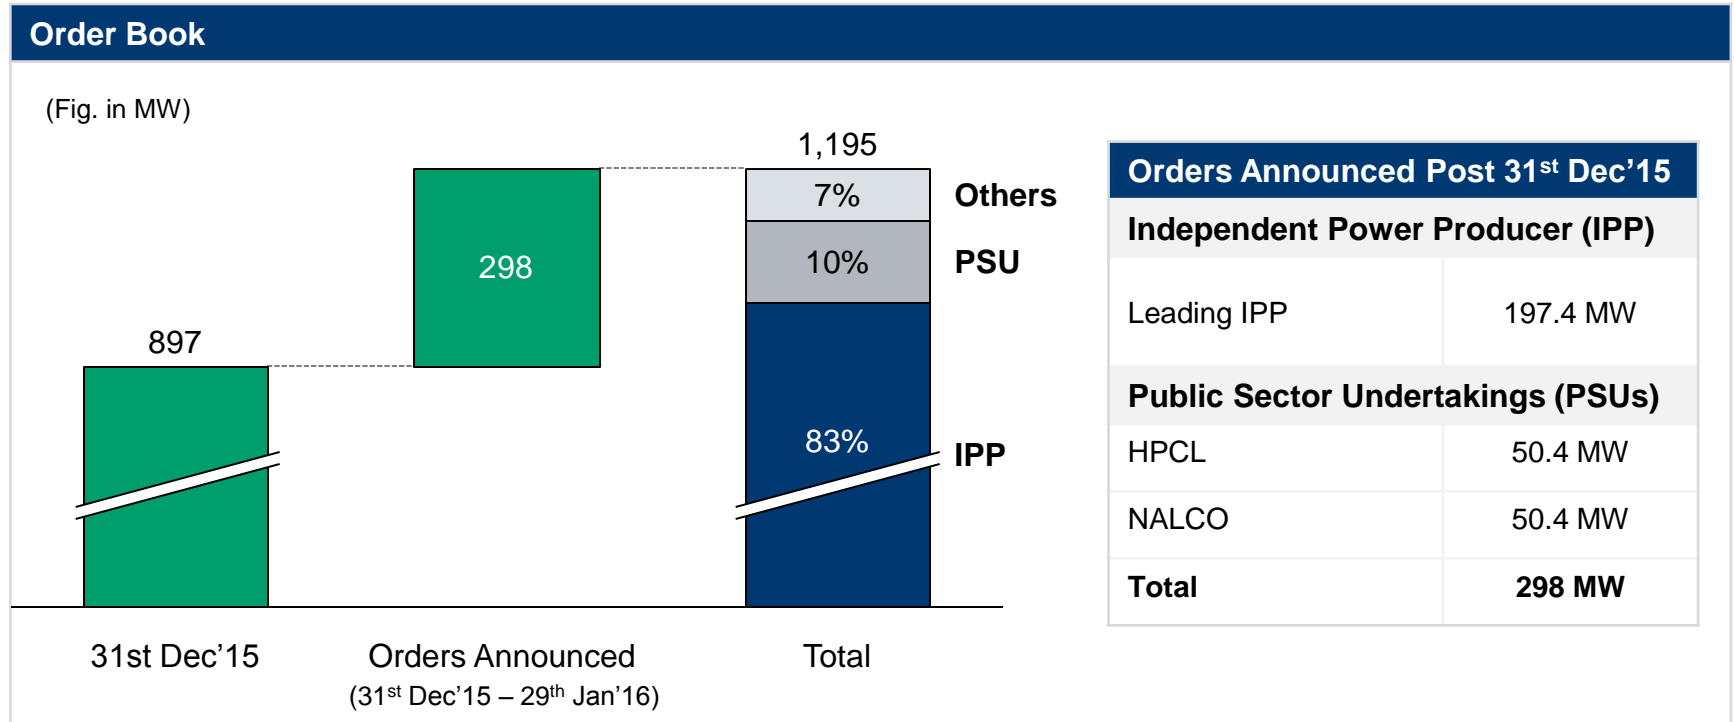 Order Book
(Fig. in MW)
897
298
1,195
7%
10%
83%
Others
PSU
IPP
31st Dec’15
Orders Announced
(31st Dec’15 – 29th Jan’16)
Total
Orders Announced Post 31st Dec’15
Independent Power Producer (IPP)
Leading IPP 197.4 MW
Public Sector Undertakings (PSUs)
HPCL 50.4 MW
NALCO 50.4 MW
Total 298 MW